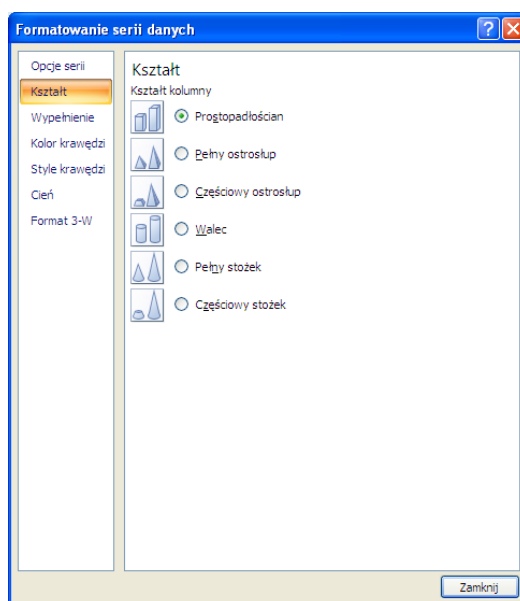 Formatowanie serii danych
Opcje serii
Kształt
Wypełnienie
Kolor krawędzi
Style krawędzi
Cień
Format 3-W
Kształt
Kształt kolumny
Prostopadłościan
Pełny ostrosłup
Częściowy ostrosłup
Walec
Pełny stożek
Częściowy stożek
Zamknij